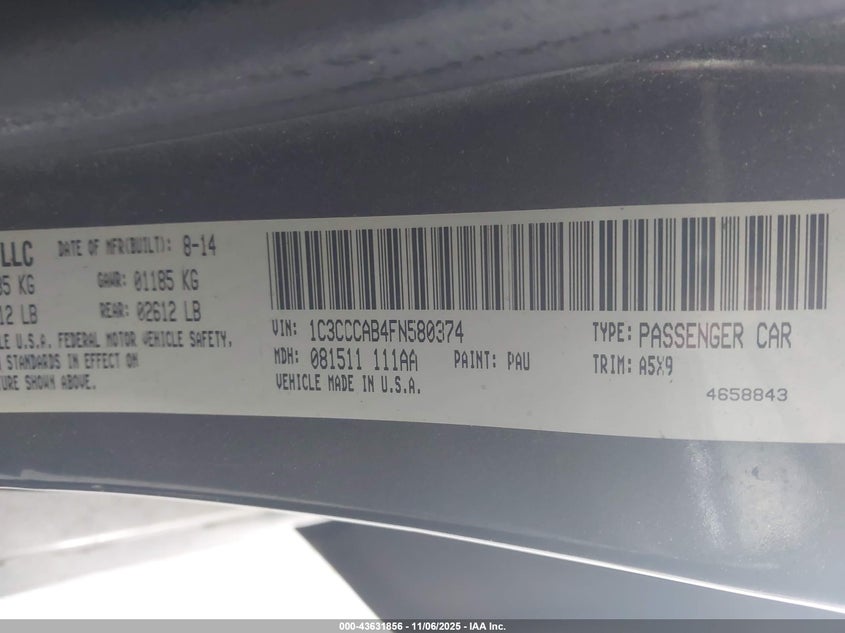 LLC DATE OF MFR(BUILT): 8-14
KG GAWR: 01185 KG
12 LB REAR: 02612 LB
LE U.S.A. FEDERAL MOTOR VEHICLE SAFETY,
STANDARDS IN EFFECT ON
TURE SHOWN ABOVE.
VIN: 1C3CCCAB4FN580374 TYPE: PASSENGER CAR
MDH: 081511 111AA PAINT: PAU TRIM: A5X9
VEHICLE MADE IN U.S.A. 4658843
000-43631856 - 11/06/2025 - IAA Inc.